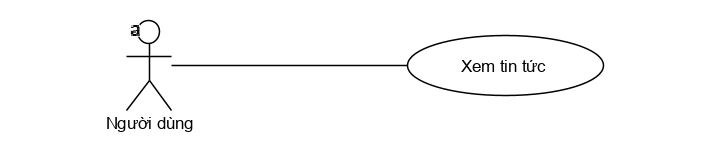 a
Xem tin tức
Người dùng